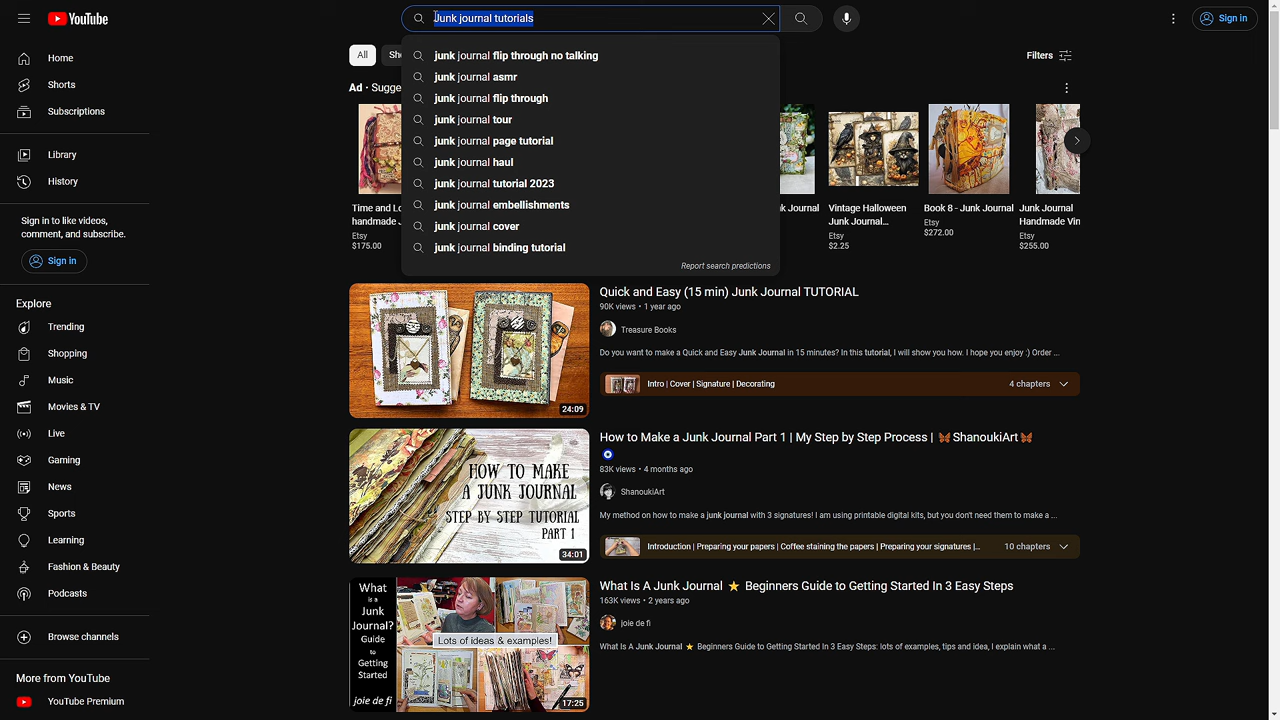 YouTube
Junk journal tutorials
Sign in
Home
Shorts
Subscriptions
Library
History
Sign in to like videos,
comment, and subscribe.
Sign in
Explore
Trending
Shopping
Music
Movies & TV
Live
Gaming
News
Sports
Learning
Fashion & Beauty
Podcasts
Browse channels
More from YouTube
YouTube Premium
All
Filters
junk journal flip through no talking
junk journal asmr
junk journal flip through
junk journal tour
junk journal page tutorial
junk journal haul
junk journal tutorial 2023
junk journal embellishments
junk journal cover
junk journal binding tutorial
Report search predictions
Ad ·
Time and
handmade
Etsy
$175.00
Journal
Vintage Halloween
Junk Journal...
Etsy
$2.25
Book 8 - Junk Journal
Etsy
$272.00
Junk Journal
Handmade
Etsy
$255.00
24:09
Quick and Easy (15 min) Junk Journal TUTORIAL
90K views • 1 year ago
Treasure Books
Do you want to make a Quick and Easy Junk Journal in 15 minutes? In this tutorial, I will show you how. I hope you enjoy :) Order ...
Intro | Cover | Signature | Decorating
4 chapters
HOW TO MAKE
A JUNK JOURNAL
STEP BY STEP TUTORIAL
PART 1
34:01
How to Make a Junk Journal Part 1 | My Step by Step Process | 🦋 ShanoukiArt🦋
🧿
83K views • 4 months ago
ShanoukiArt
My method on how to make a junk journal with 3 signatures! I am using printable digital kits, but you don't need them to make a ...
Introduction | Preparing your papers | Coffee staining the papers | Preparing your signatures |...
10 chapters
What
is a
Junk
Journal?
Guide
to
Getting
Started
joie de fi
Lots of ideas & examples!
17:25
What Is A Junk Journal ⭐ Beginners Guide to Getting Started In 3 Easy Steps
163K views • 2 years ago
joie de fi
What Is A Junk Journal ⭐ Beginners Guide to Getting Started In 3 Easy Steps: lots of examples, tips and idea, I explain what a ...